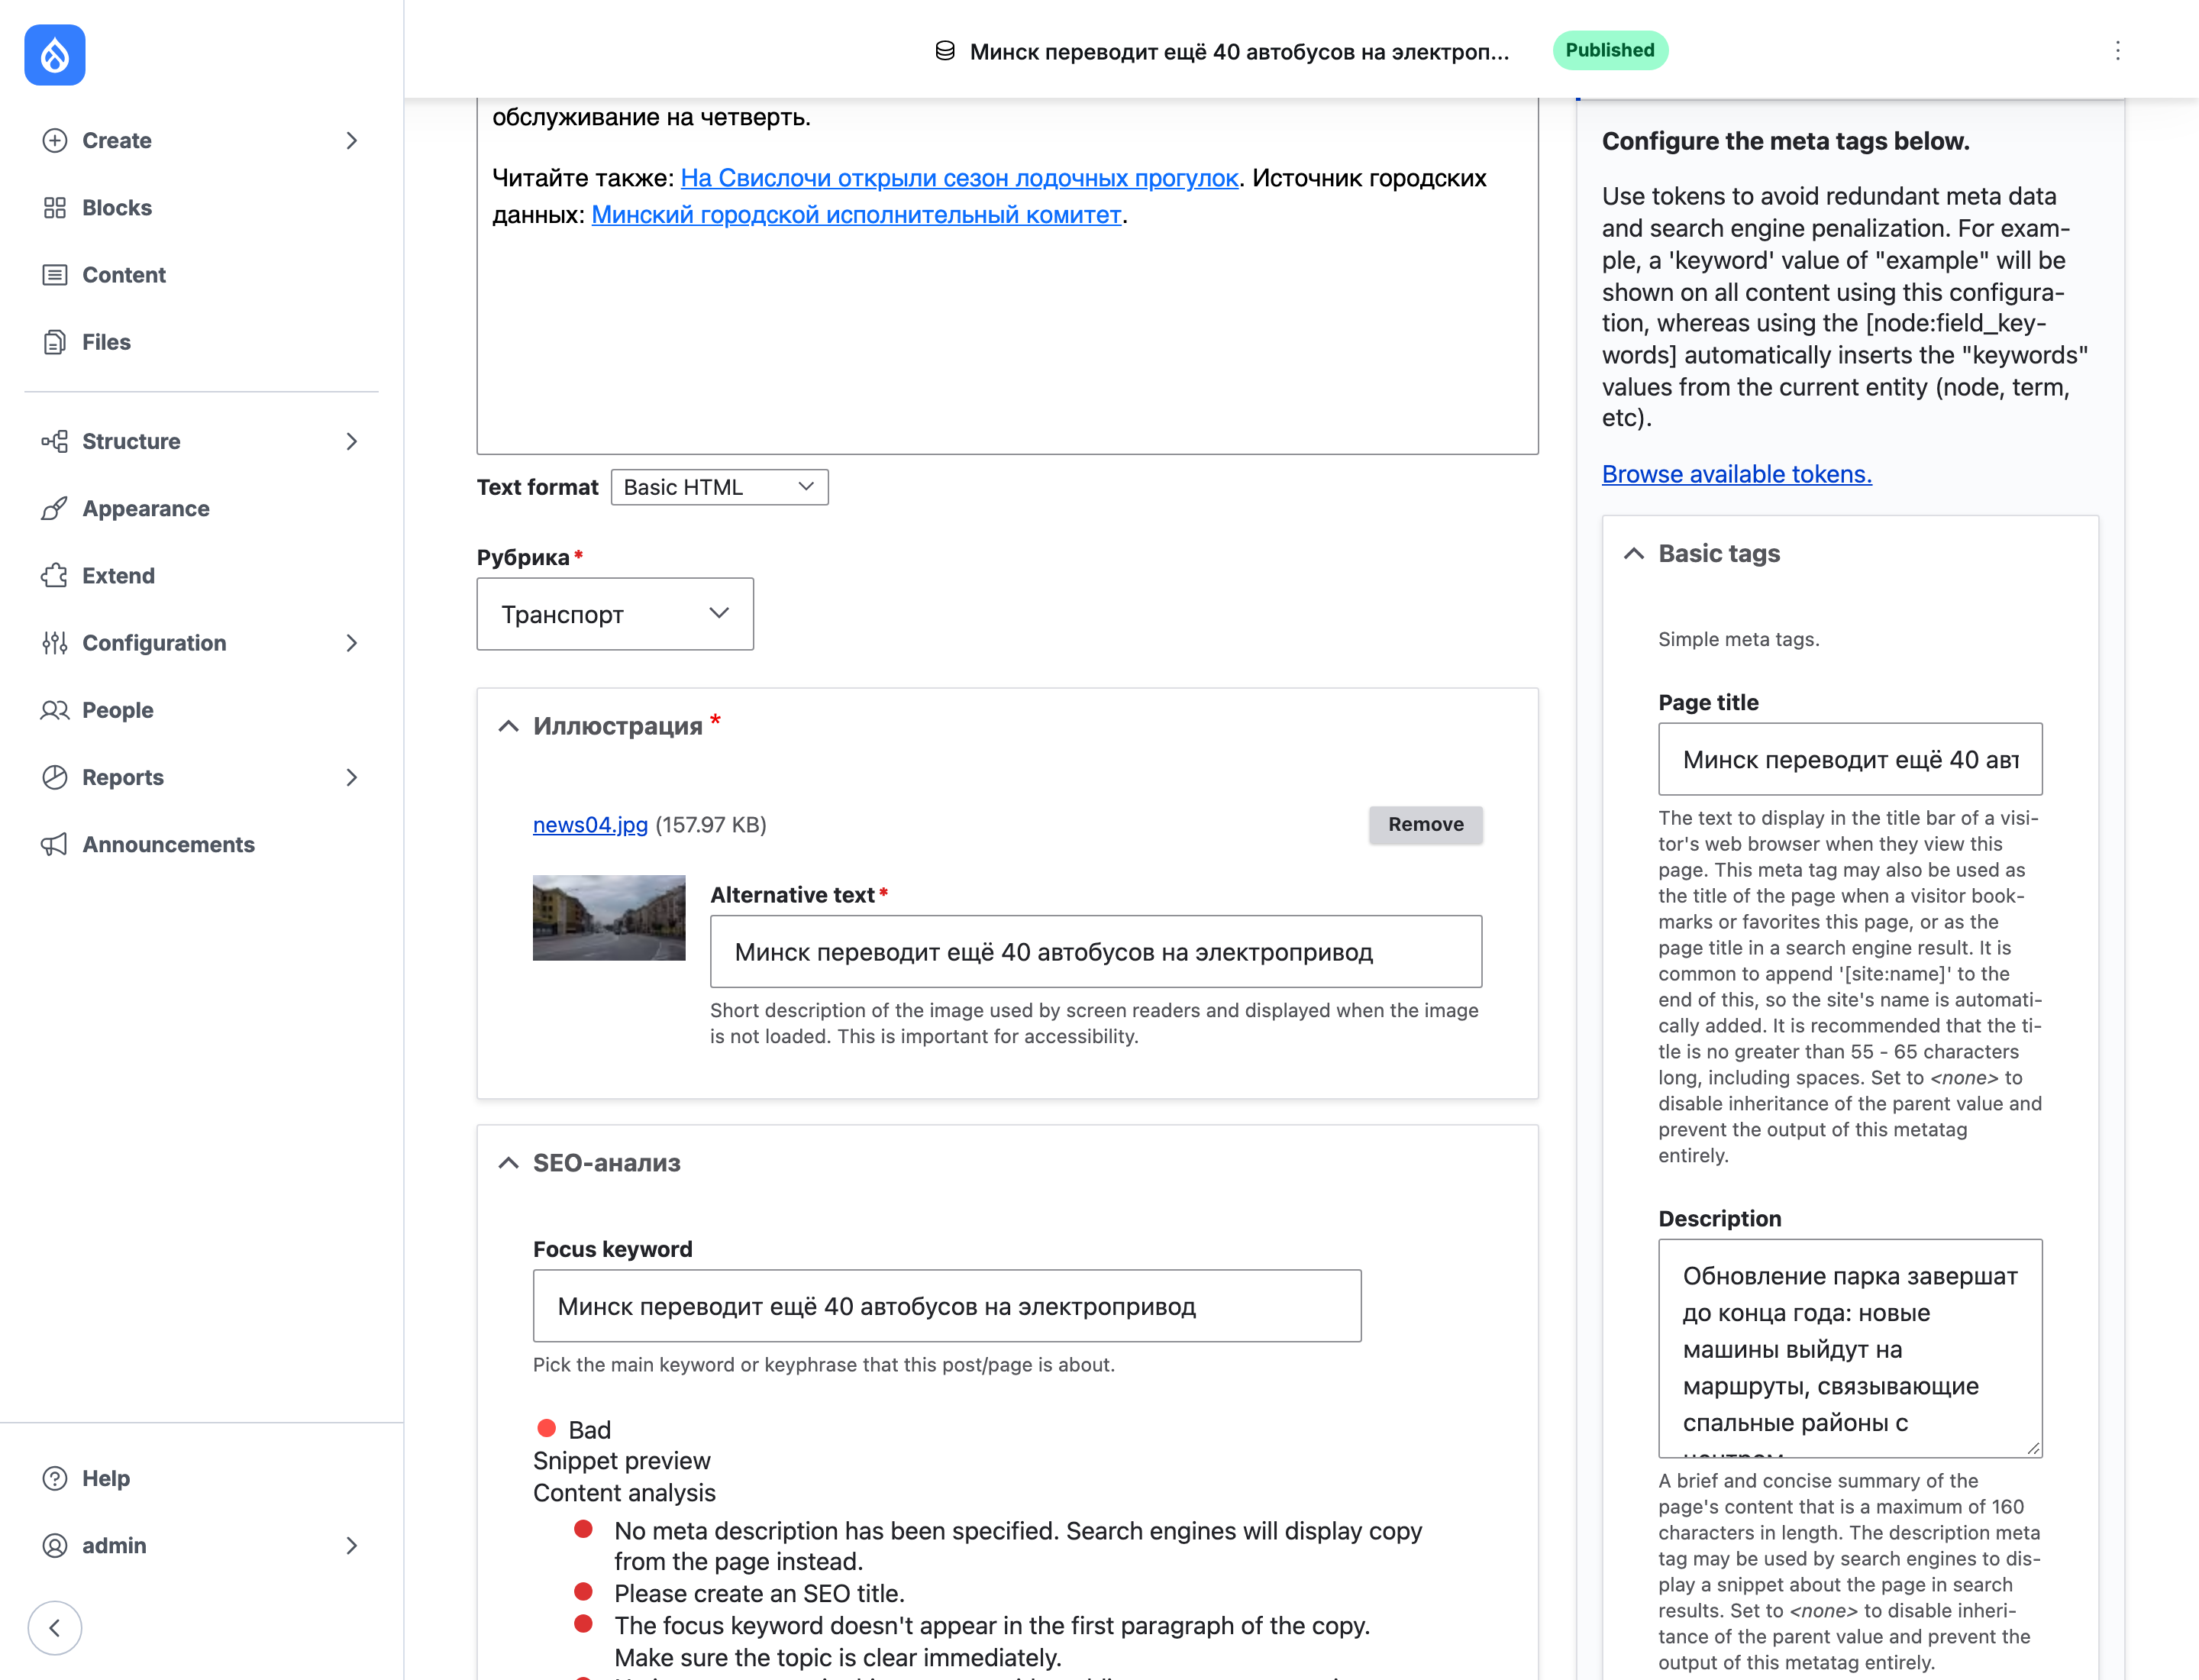 Create
Blocks
Content
Files
Structure
Appearance
Extend
Configuration
People
Reports
Announcements
Help
admin
Минск переводит ещё 40 автобусов на электроп...
Published
обслуживание на четверть.
Читайте также: На Свислочи открыли сезон лодочных прогулок. Источник городских
данных: Минский городской исполнительный комитет.
Text format Basic HTML
Рубрика*
Транспорт
Иллюстрация *
news04.jpg (157.97 KB)
Remove
Alternative text*
Минск переводит ещё 40 автобусов на электропривод
Short description of the image used by screen readers and displayed when the image
is not loaded. This is important for accessibility.
SEO-анализ
Focus keyword
Минск переводит ещё 40 автобусов на электропривод
Pick the main keyword or keyphrase that this post/page is about.
Bad
Snippet preview
Content analysis
No meta description has been specified. Search engines will display copy
from the page instead.
Please create an SEO title.
The focus keyword doesn't appear in the first paragraph of the copy.
Make sure the topic is clear immediately.
Configure the meta tags below.
Use tokens to avoid redundant meta data
and search engine penalization. For exam-
ple, a 'keyword' value of "example" will be
shown on all content using this configura-
tion, whereas using the [node:field_key-
words] automatically inserts the "keywords"
values from the current entity (node, term,
etc).
Browse available tokens.
Basic tags
Simple meta tags.
Page title
Минск переводит ещё 40 авт
The text to display in the title bar of a visi-
tor's web browser when they view this
page. This meta tag may also be used as
the title of the page when a visitor book-
marks or favorites this page, or as the
page title in a search engine result. It is
common to append '[site:name]' to the
end of this, so the site's name is automati-
cally added. It is recommended that the ti-
tle is no greater than 55 - 65 characters
long, including spaces. Set to <none> to
disable inheritance of the parent value and
prevent the output of this metatag
entirely.
Description
Обновление парка завершат
до конца года: новые
машины выйдут на
маршруты, связывающие
спальные районы с
A brief and concise summary of the
page's content that is a maximum of 160
characters in length. The description meta
tag may be used by search engines to dis-
play a snippet about the page in search
results. Set to <none> to disable inheri-
tance of the parent value and prevent the
output of this metatag entirely.